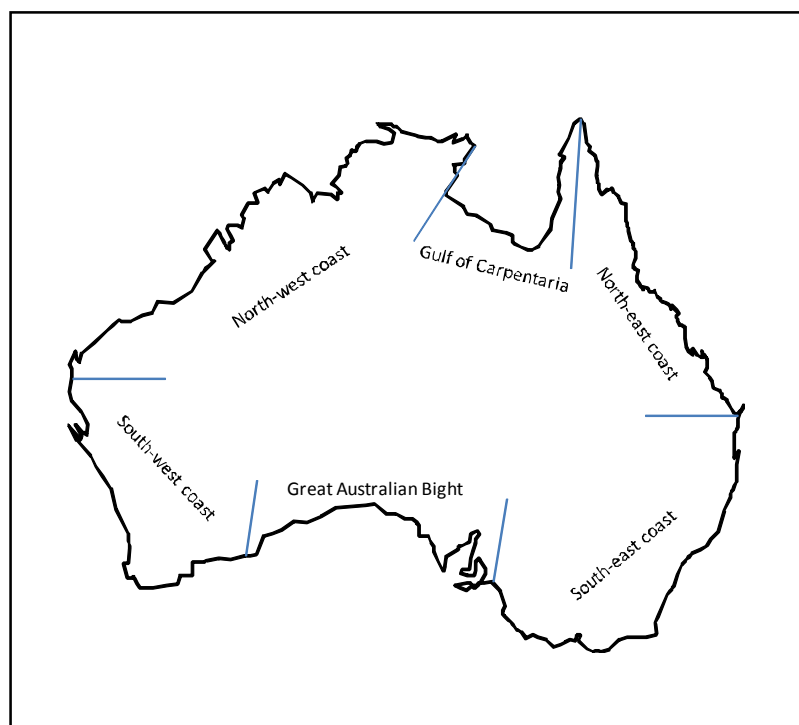 North-west coast
Gulf of Carpentaria
North-east coast
South-west coast
Great Australian Bight
South-east coast